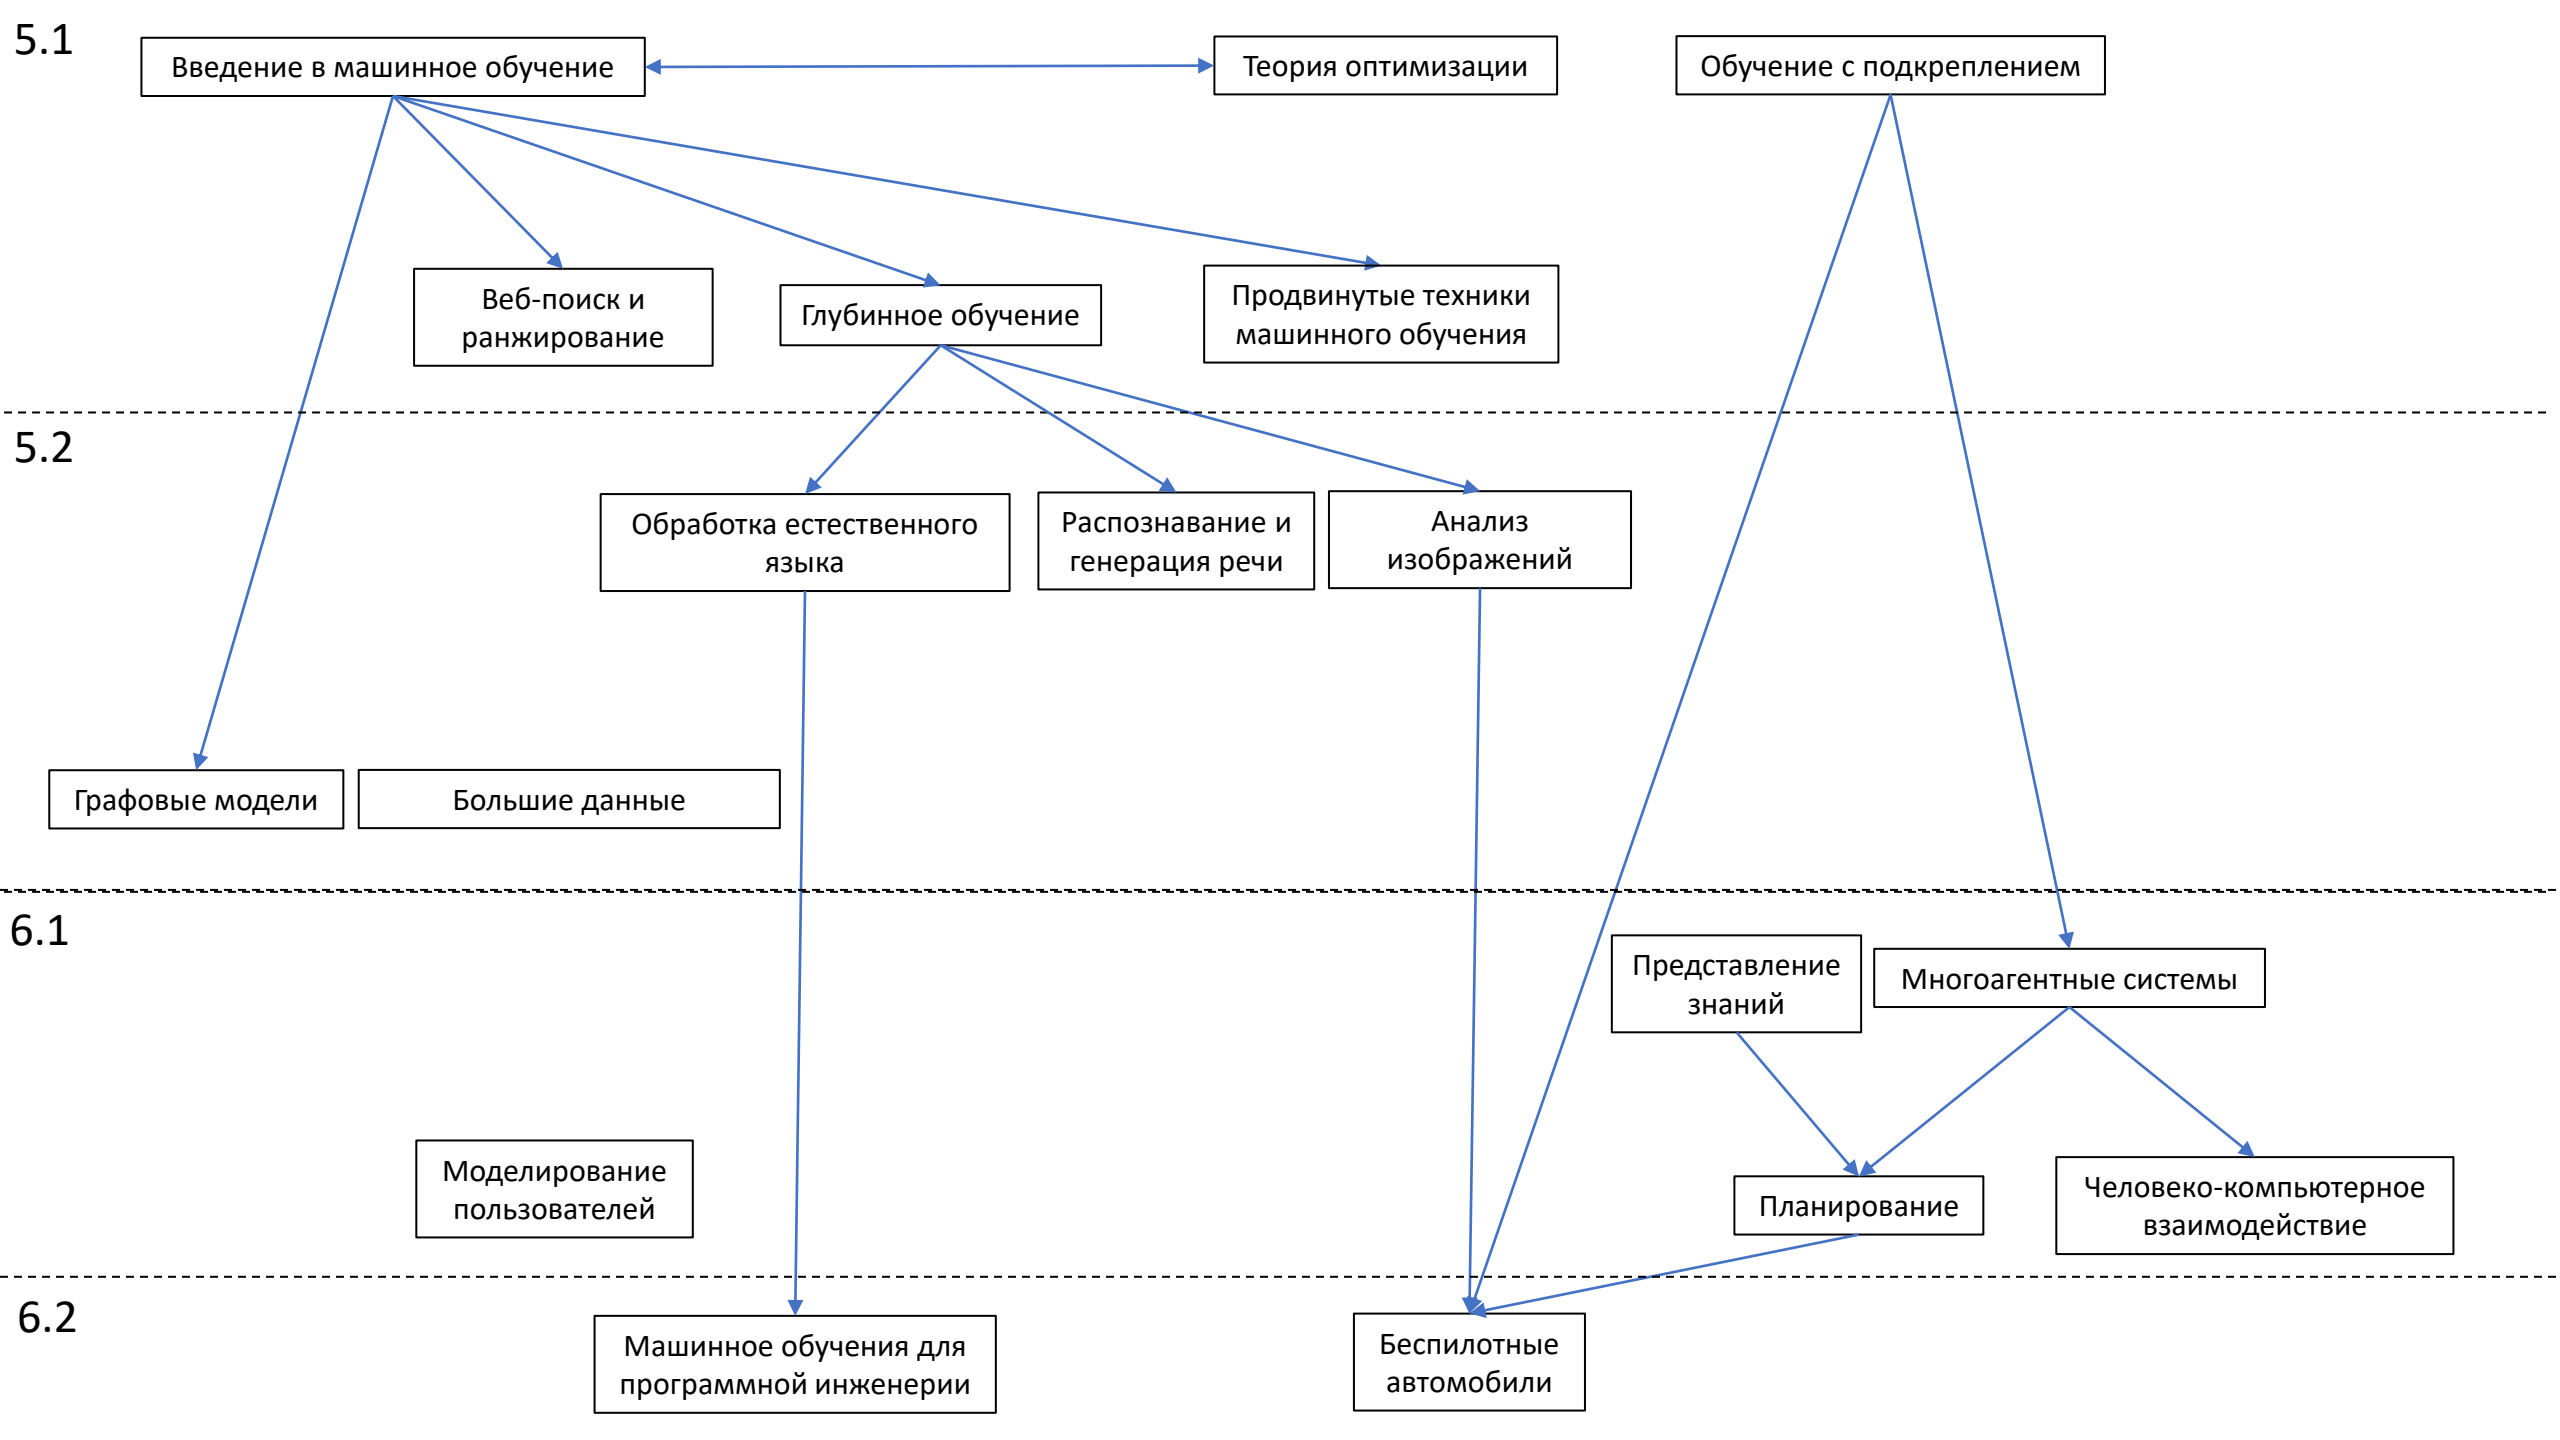 5.1
Введение в машинное обучение
Теория оптимизации
Обучение с подкреплением
Веб-поиск и
ранжирование
Глубинное обучение
Продвинутые техники
машинного обучения
5.2
Обработка естественного
языка
Распознавание и
генерация речи
Анализ
изображений
Графовые модели
Большие данные
6.1
Представление
знаний
Многоагентные системы
Моделирование
пользователей
Планирование
Человеко-компьютерное
взаимодействие
6.2
Машинное обучения для
программной инженерии
Беспилотные
автомобили